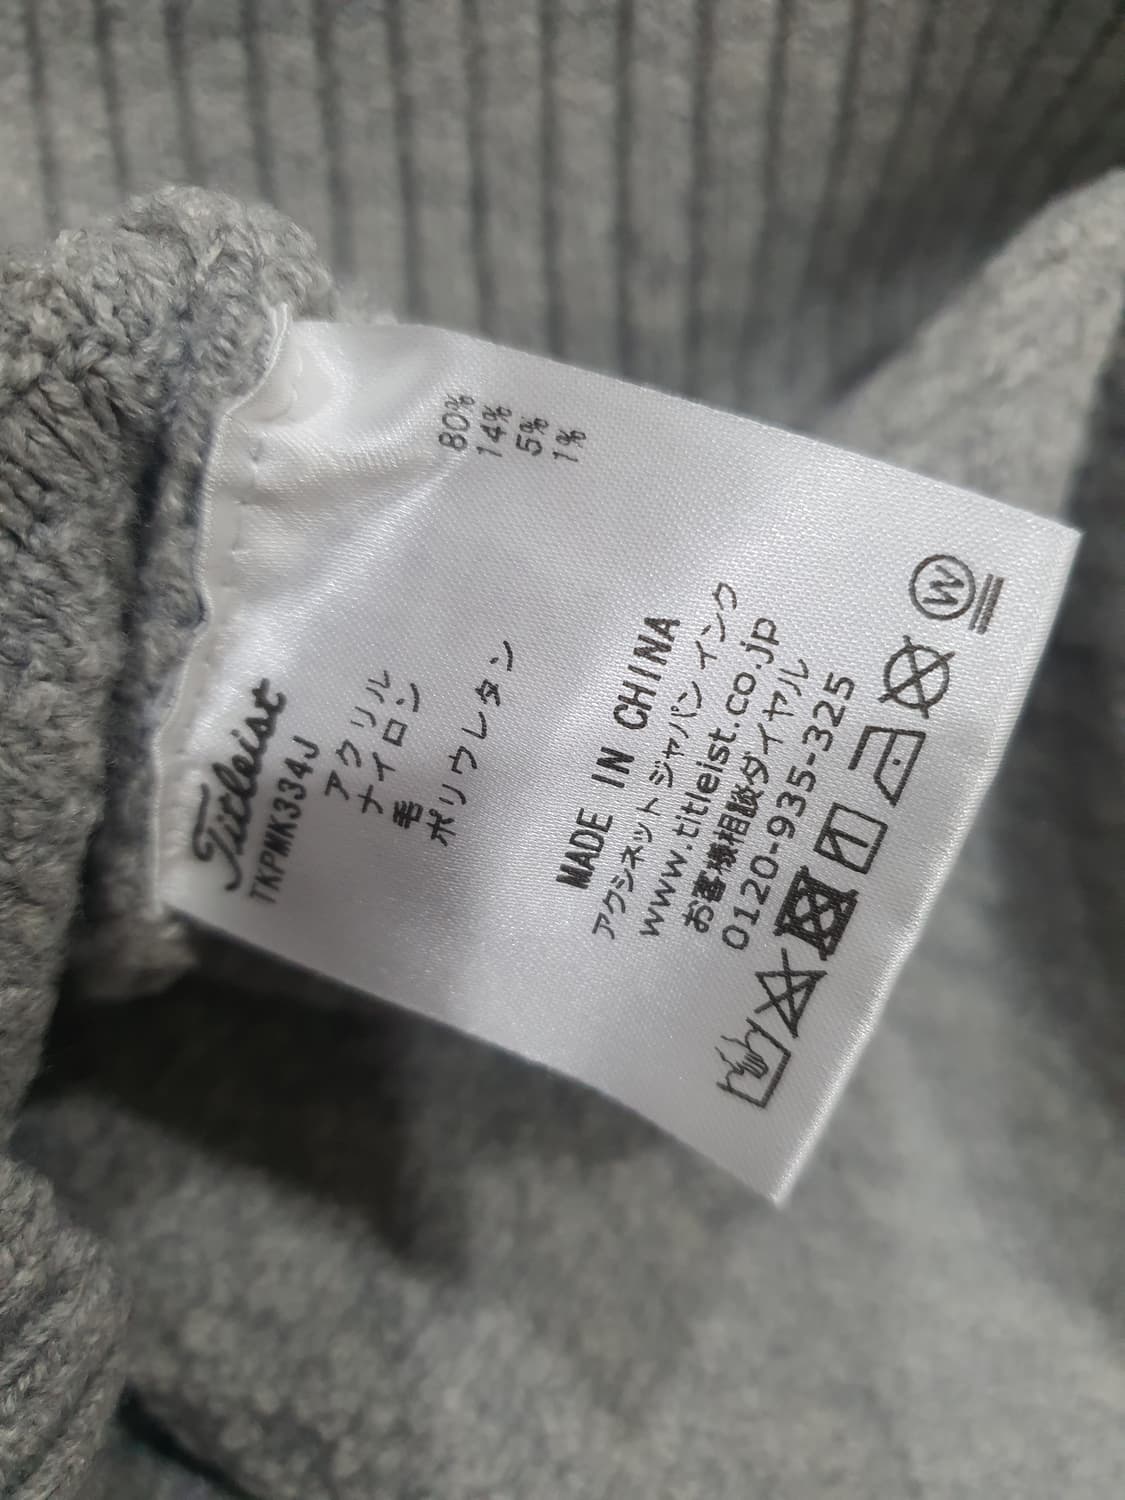 Titleist
TKPMK334J
アクリル 80%
ナイロン 14%
毛 5%
ポリウレタン 1%
MADE IN CHINA
アクシネット ジャパン インク
www.titleist.co.jp
お客様相談ダイヤル
0120-935-325
W